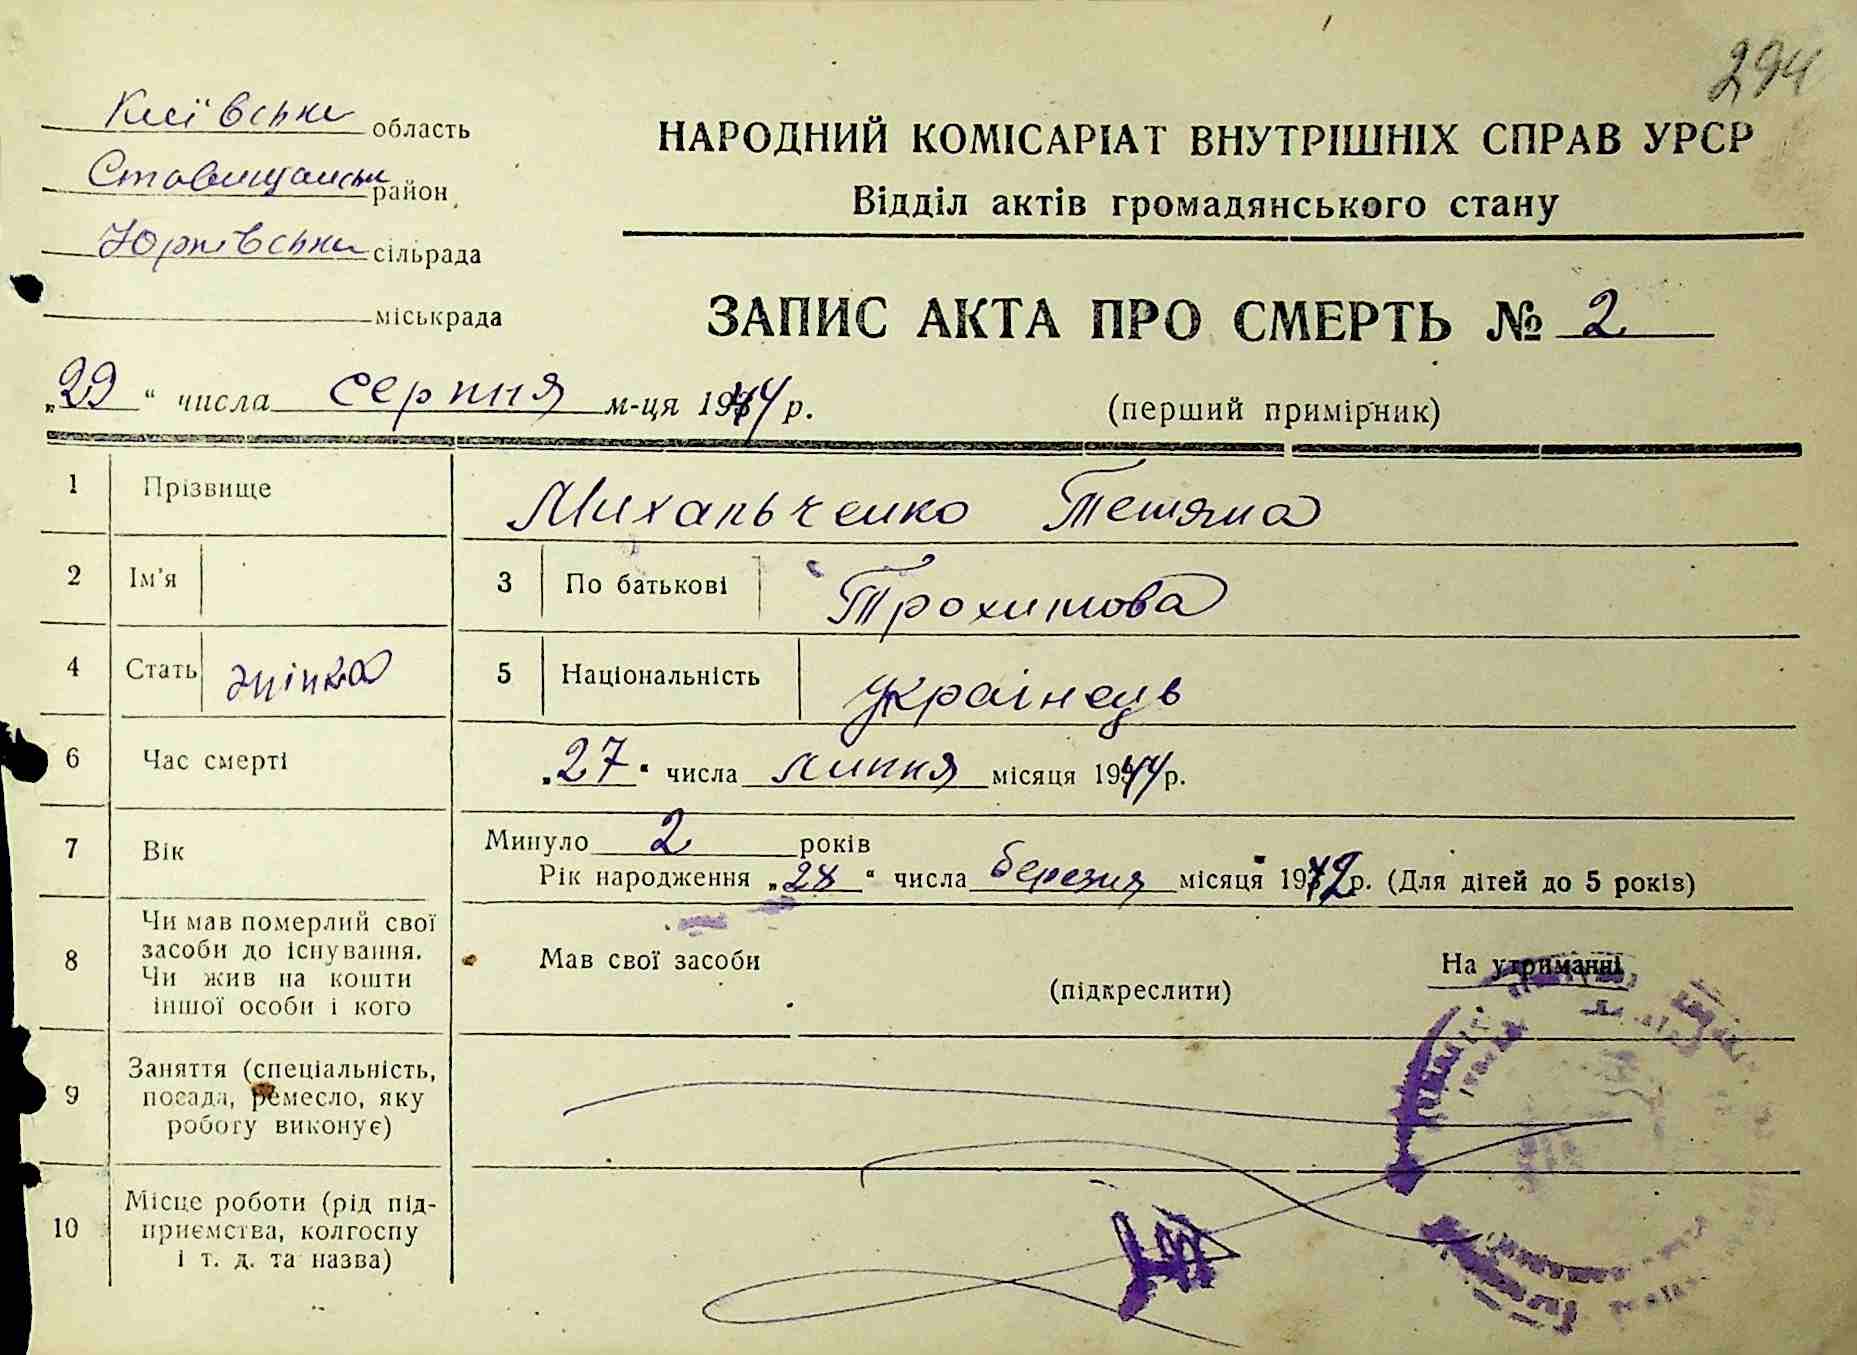 294
Київська область
Ставищанськ район
Юрківська сільрада
міськрада
НАРОДНИЙ КОМІСАРІАТ ВНУТРІШНІХ СПРАВ УРСР
Відділ актів громадянського стану
ЗАПИС АКТА ПРО СМЕРТЬ № 2
„29“ числа серпня м-ця 1944 р.
(перший примірник)
1 Прізвище Михальченко Тетяна
2 Ім'я 3 По батькові Трохимова
4 Стать жінка 5 Національність українець
6 Час смерті „27“ числа липня місяця 1944 р.
7 Вік Минуло 2 років
Рік народження „28“ числа березня місяця 1942 р. (Для дітей до 5 років)
8 Чи мав померлий свої
засоби до існування.
Чи жив на кошти
іншої особи і кого
Мав свої засоби
(підкреслити)
На утриманні
9 Заняття (спеціальність,
посада, ремесло, яку
роботу виконує)
10 Місце роботи (рід під-
приємства, колгоспу
і т. д. та назва)